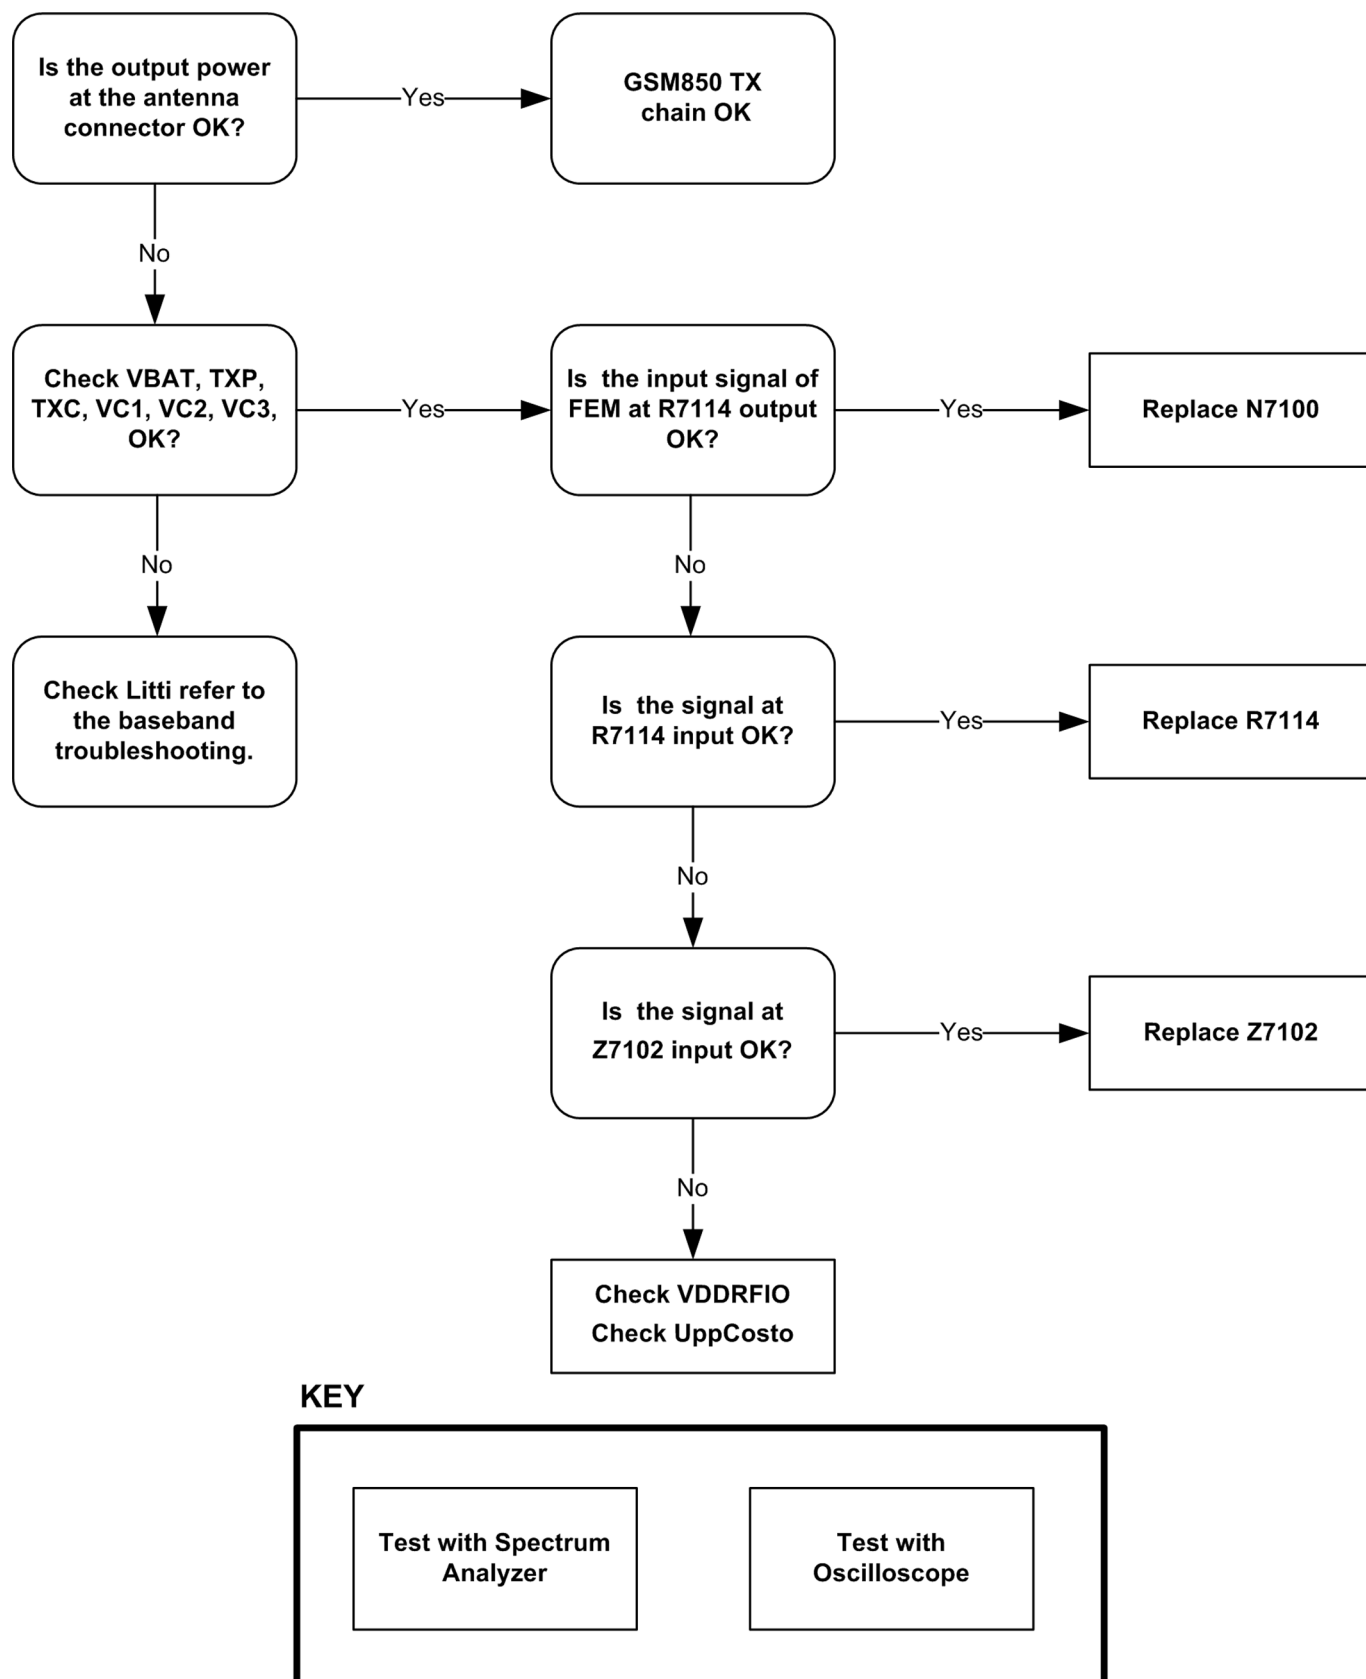 Is the output power
at the antenna
connector OK?
Yes
GSM850 TX
chain OK
No
Check VBAT, TXP,
TXC, VC1, VC2, VC3,
OK?
Yes
Is the input signal of
FEM at R7114 output
OK?
Yes
Replace N7100
No
No
Check Litti refer to
the baseband
troubleshooting.
Is the signal at
R7114 input OK?
Yes
Replace R7114
No
Is the signal at
Z7102 input OK?
Yes
Replace Z7102
No
Check VDDRFIO
Check UppCosto
KEY
Test with Spectrum
Analyzer
Test with
Oscilloscope